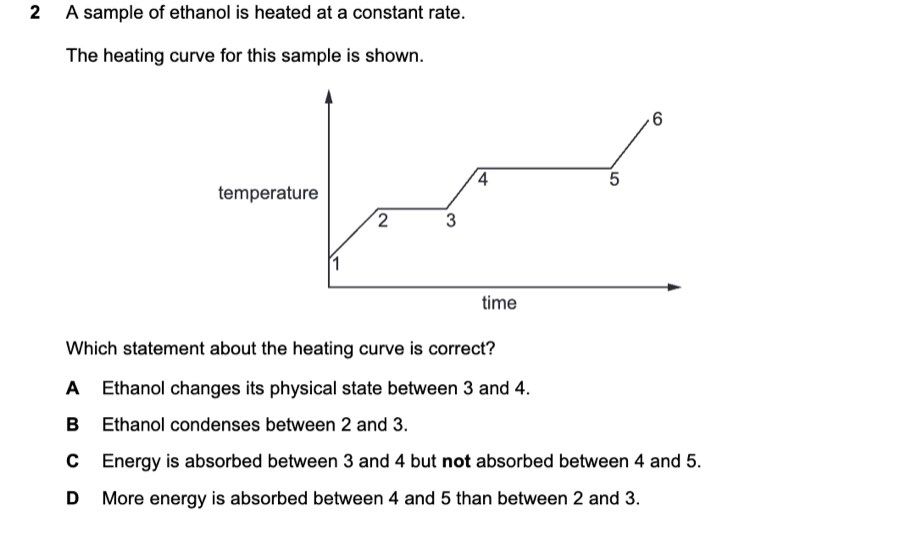 2 A sample of ethanol is heated at a constant rate.
The heating curve for this sample is shown.
6
4
5
temperature
2
3
1
time
Which statement about the heating curve is correct?
A Ethanol changes its physical state between 3 and 4.
B Ethanol condenses between 2 and 3.
C Energy is absorbed between 3 and 4 but not absorbed between 4 and 5.
D More energy is absorbed between 4 and 5 than between 2 and 3.